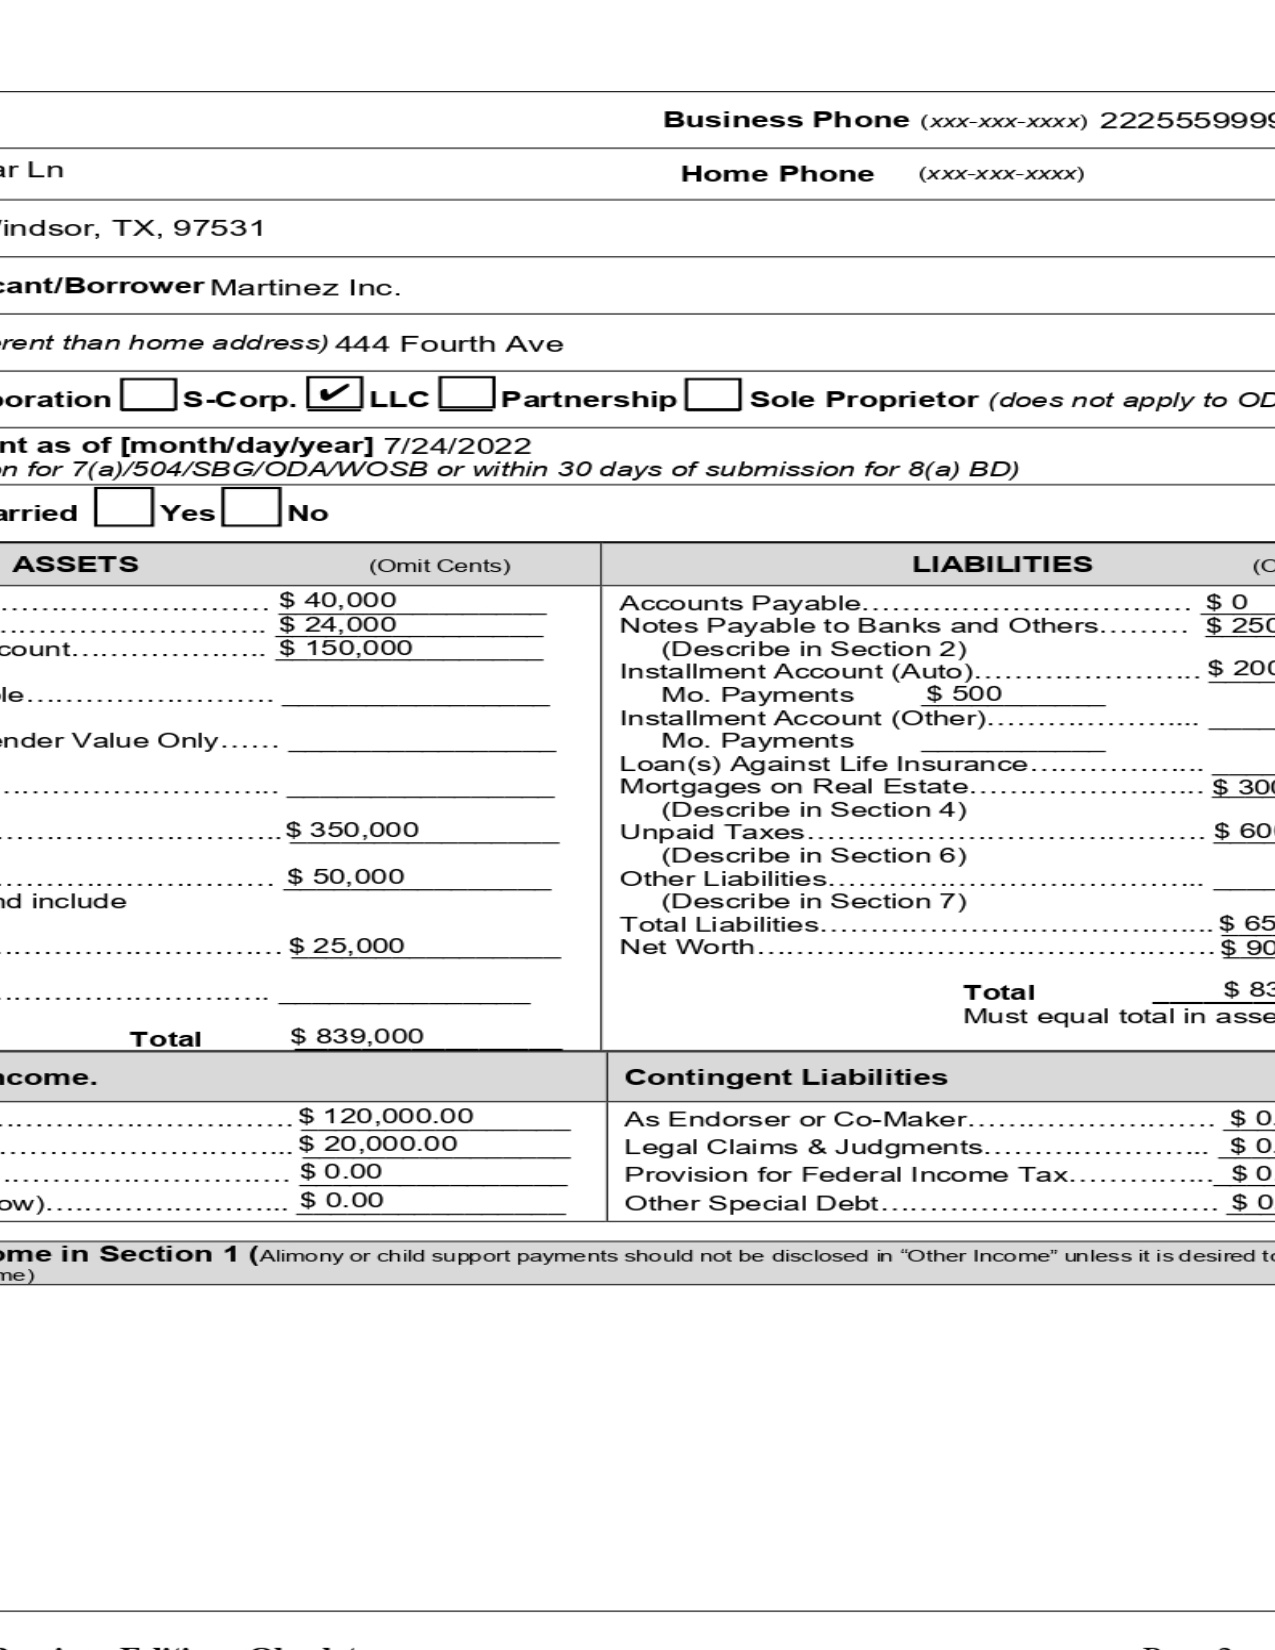 Business Phone (xxx-xxx-xxxx) 2225559999
ar Ln Home Phone (xxx-xxx-xxxx)
indsor, TX, 97531
cant/Borrower Martinez Inc.
erent than home address) 444 Fourth Ave
poration S-Corp. ✔ LLC Partnership Sole Proprietor (does not apply to OD
nt as of [month/day/year] 7/24/2022
on for 7(a)/504/SBG/ODA/WOSB or within 30 days of submission for 8(a) BD)
arried Yes No
ASSETS (Omit Cents)
$ 40,000
$ 24,000
count $ 150,000
le
ender Value Only
$ 350,000
$ 50,000
nd include
$ 25,000
Total $ 839,000
LIABILITIES (O
Accounts Payable $ 0
Notes Payable to Banks and Others $ 250
(Describe in Section 2)
Installment Account (Auto) $ 200
Mo. Payments $ 500
Installment Account (Other)
Mo. Payments
Loan(s) Against Life Insurance
Mortgages on Real Estate $ 300
(Describe in Section 4)
Unpaid Taxes $ 600
(Describe in Section 6)
Other Liabilities
(Describe in Section 7)
Total Liabilities $ 65
Net Worth $ 90
Total $ 83
Must equal total in asse
ncome.
$ 120,000.00
$ 20,000.00
$ 0.00
ow) $ 0.00
Contingent Liabilities
As Endorser or Co-Maker $ 0.
Legal Claims & Judgments $ 0.
Provision for Federal Income Tax $ 0
Other Special Debt $ 0
ome in Section 1 (Alimony or child support payments should not be disclosed in “Other Income” unless it is desired to
me)